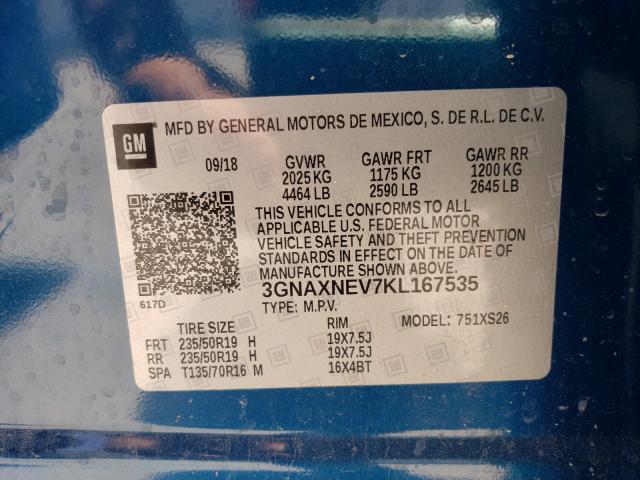 GM
MFD BY GENERAL MOTORS DE MEXICO, S. DE R.L. DE C.V.
09/18 GVWR GAWR FRT GAWR RR
2025 KG 1175 KG 1200 KG
4464 LB 2590 LB 2645 LB
THIS VEHICLE CONFORMS TO ALL
APPLICABLE U.S. FEDERAL MOTOR
VEHICLE SAFETY AND THEFT PREVENTION
STANDARDS IN EFFECT ON THE DATE OF
MANUFACTURE SHOWN ABOVE.
617D
3GNAXNEV7KL167535
TYPE: M.P.V.
MODEL: 751XS26
TIRE SIZE RIM
FRT 235/50R19 H 19X7.5J
RR 235/50R19 H 19X7.5J
SPA T135/70R16 M 16X4BT